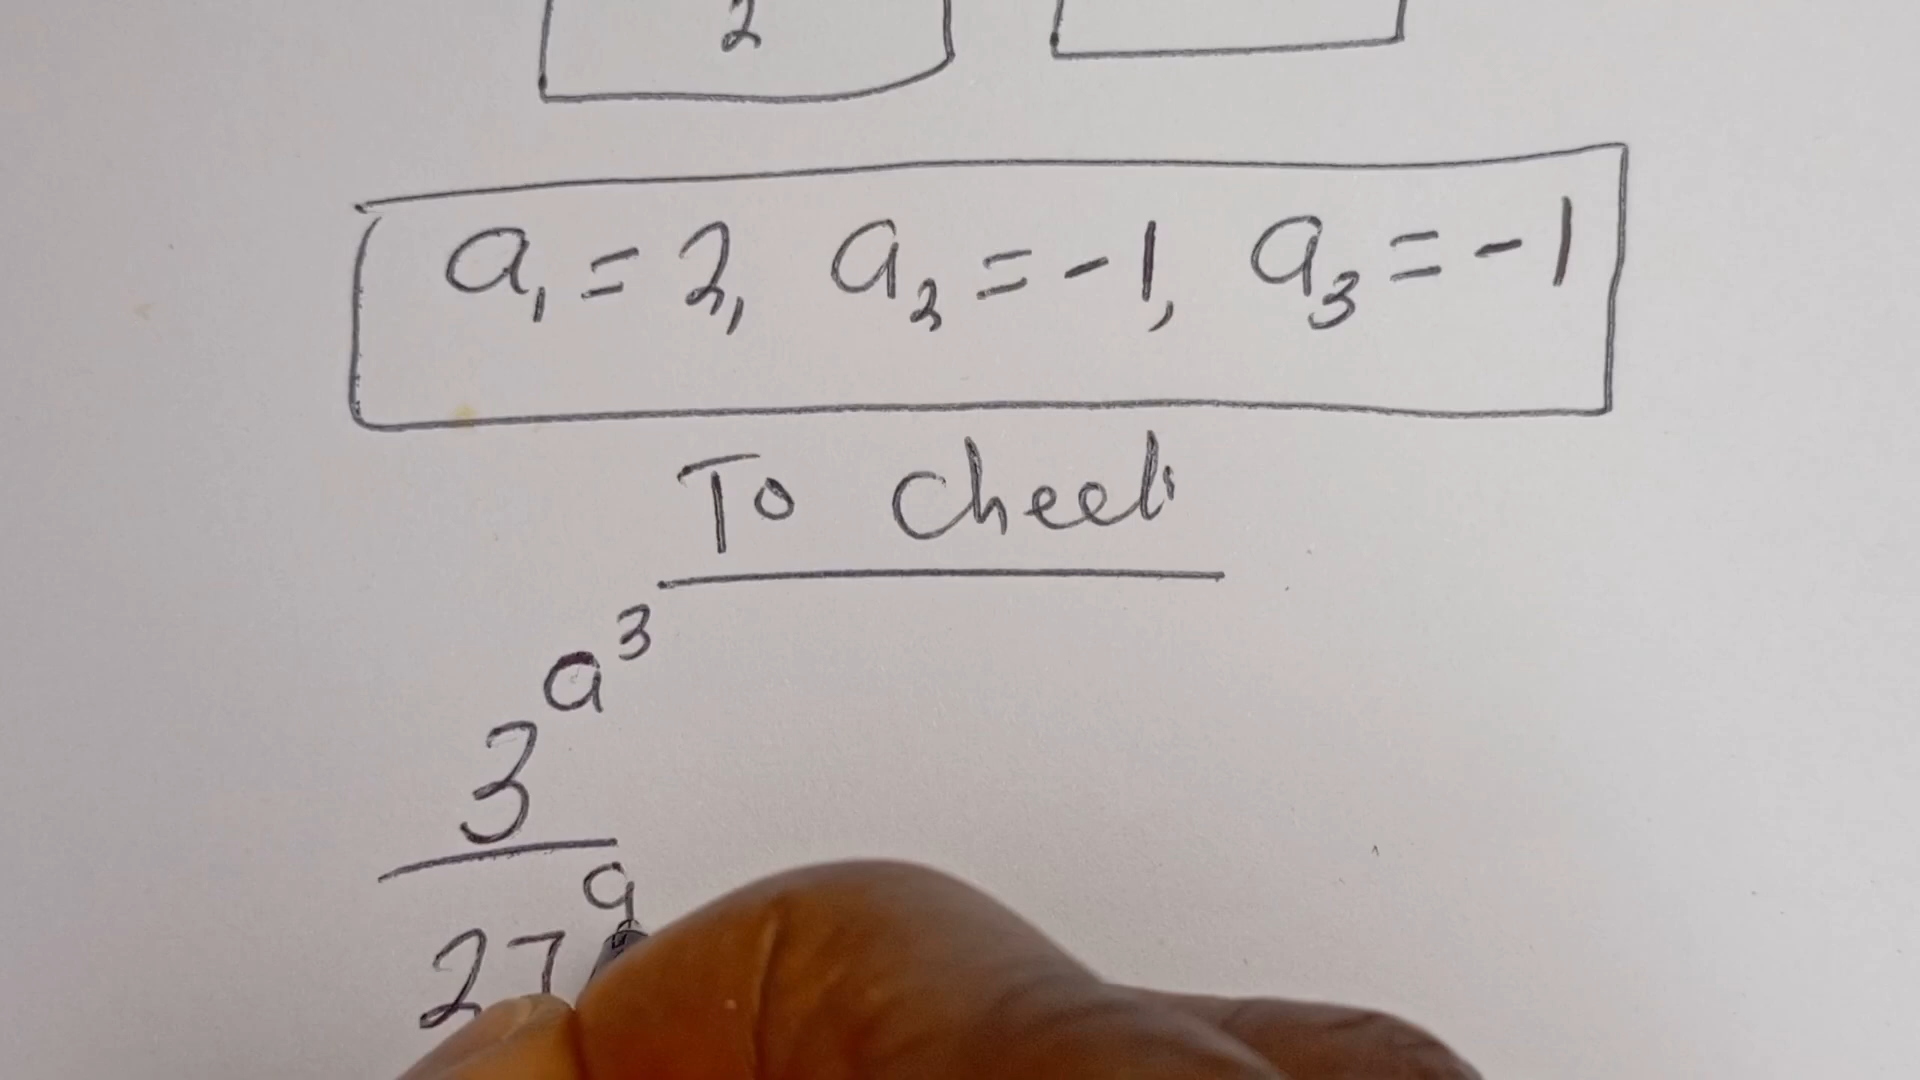 2
a₁ = 2, a₂ = -1, a₃ = -1
To Check
3^a^3
27^a